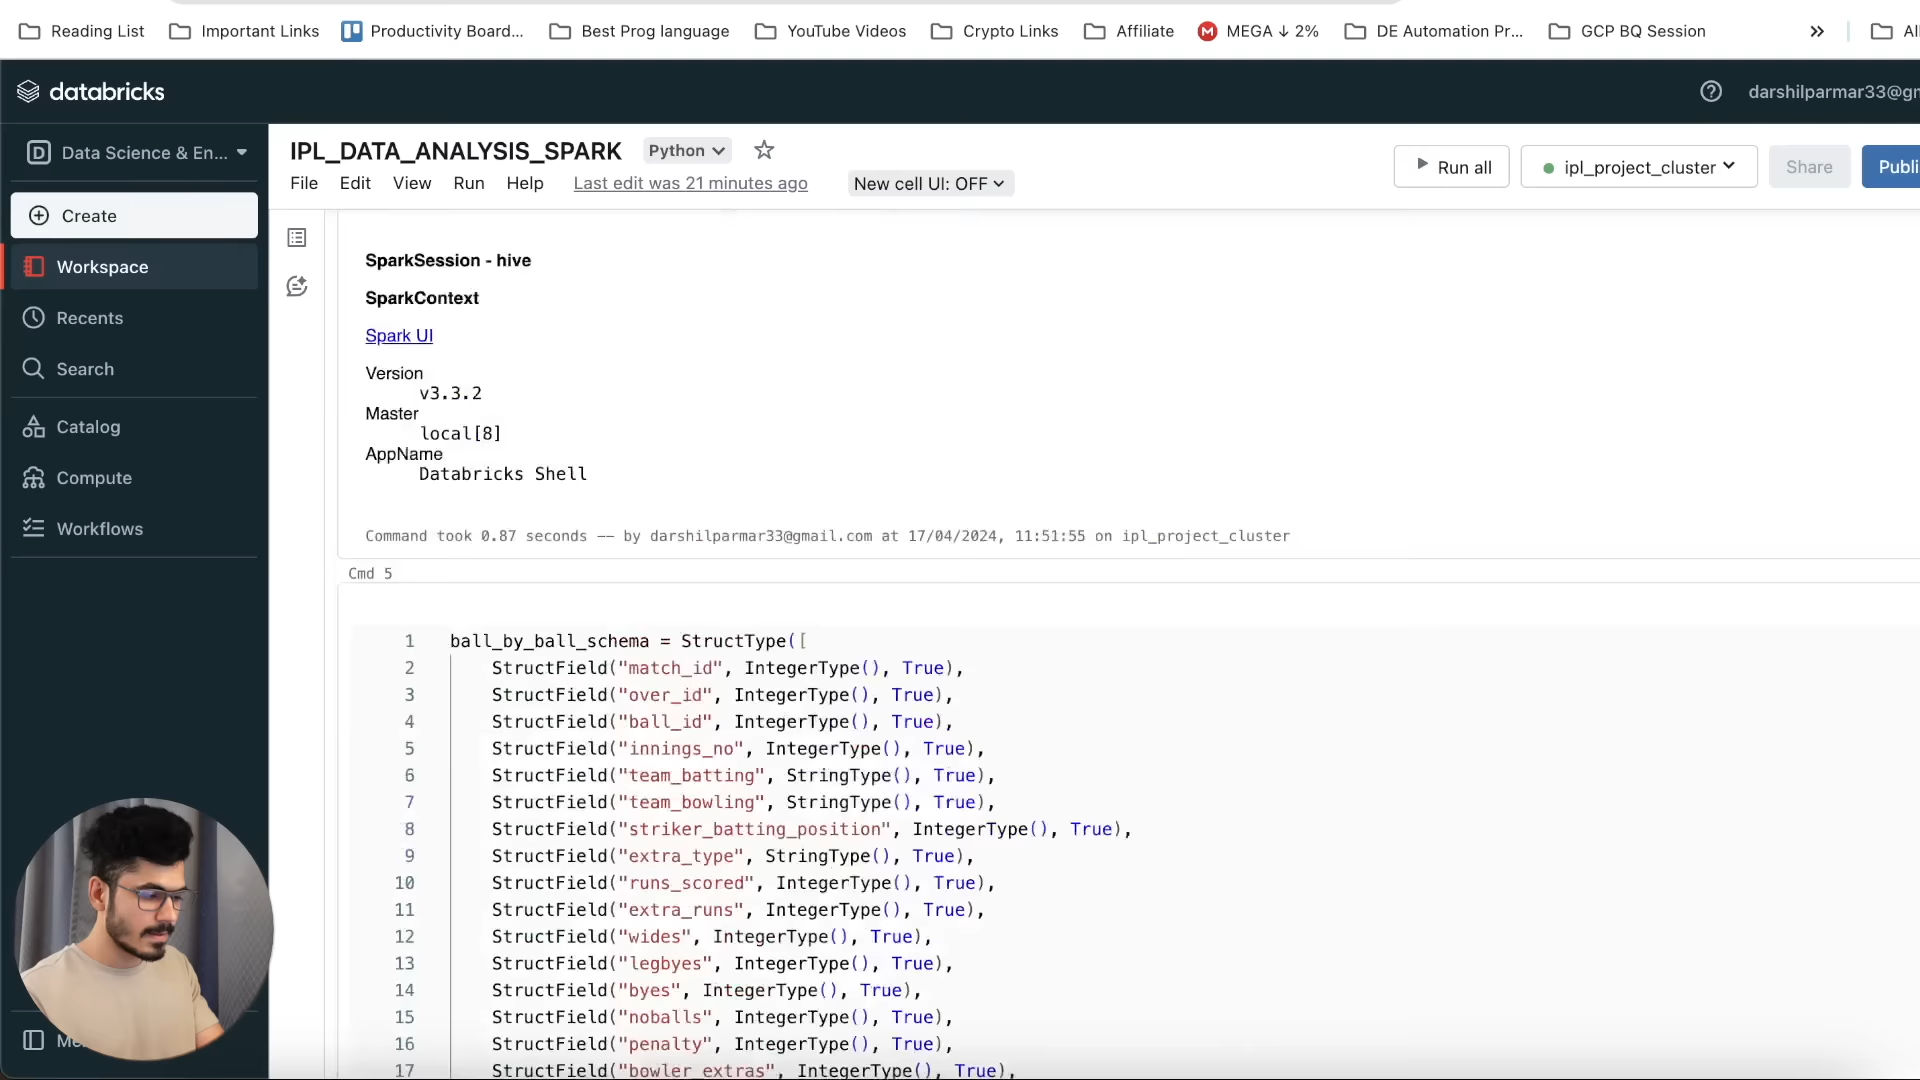 Reading List Important Links Productivity Board... Best Prog language YouTube Videos Crypto Links Affiliate MEGA ↓ 2% DE Automation Pr... GCP BQ Session » All
databricks darshilparmar33@gm
D Data Science & En...
Create
Workspace
Recents
Search
Catalog
Compute
Workflows
IPL_DATA_ANALYSIS_SPARK Python
File Edit View Run Help Last edit was 21 minutes ago New cell UI: OFF
Run all ipl_project_cluster Share Publi
SparkSession - hive
SparkContext
Spark UI
Version
v3.3.2
Master
local[8]
AppName
Databricks Shell
Command took 0.87 seconds -- by darshilparmar33@gmail.com at 17/04/2024, 11:51:55 on ipl_project_cluster
Cmd 5
1 ball_by_ball_schema = StructType([
2 StructField("match_id", IntegerType(), True),
3 StructField("over_id", IntegerType(), True),
4 StructField("ball_id", IntegerType(), True),
5 StructField("innings_no", IntegerType(), True),
6 StructField("team_batting", StringType(), True),
7 StructField("team_bowling", StringType(), True),
8 StructField("striker_batting_position", IntegerType(), True),
9 StructField("extra_type", StringType(), True),
10 StructField("runs_scored", IntegerType(), True),
11 StructField("extra_runs", IntegerType(), True),
12 StructField("wides", IntegerType(), True),
13 StructField("legbyes", IntegerType(), True),
14 StructField("byes", IntegerType(), True),
15 StructField("noballs", IntegerType(), True),
16 StructField("penalty", IntegerType(), True),
17 StructField("bowler_extras", IntegerType(), True),